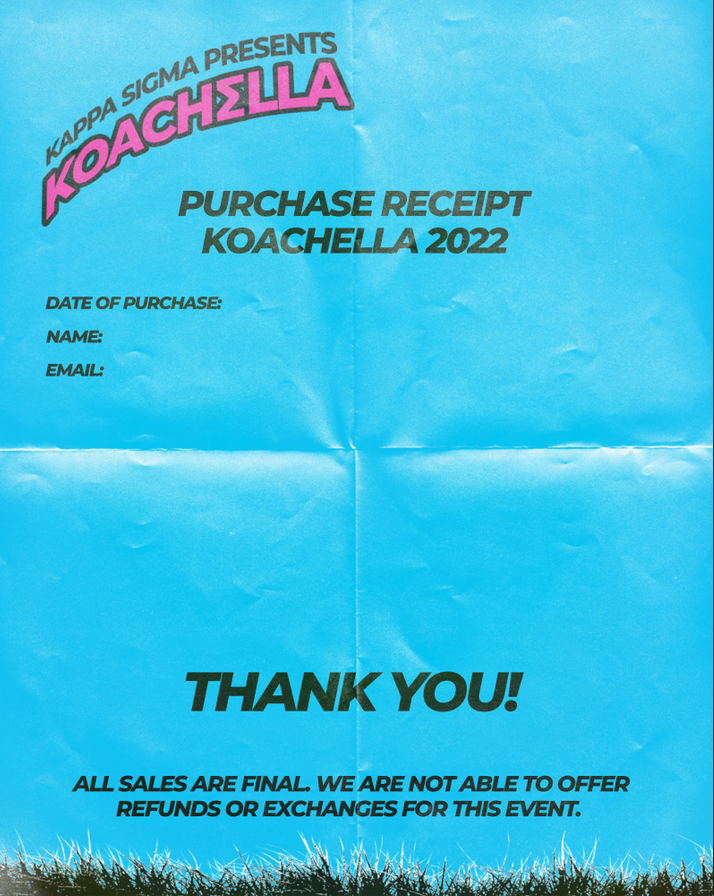 KAPPA SIGMA PRESENTS
KOACHΣLLA
PURCHASE RECEIPT
KOACHELLA 2022
DATE OF PURCHASE:
NAME:
EMAIL:
THANK YOU!
ALL SALES ARE FINAL. WE ARE NOT ABLE TO OFFER
REFUNDS OR EXCHANGES FOR THIS EVENT.